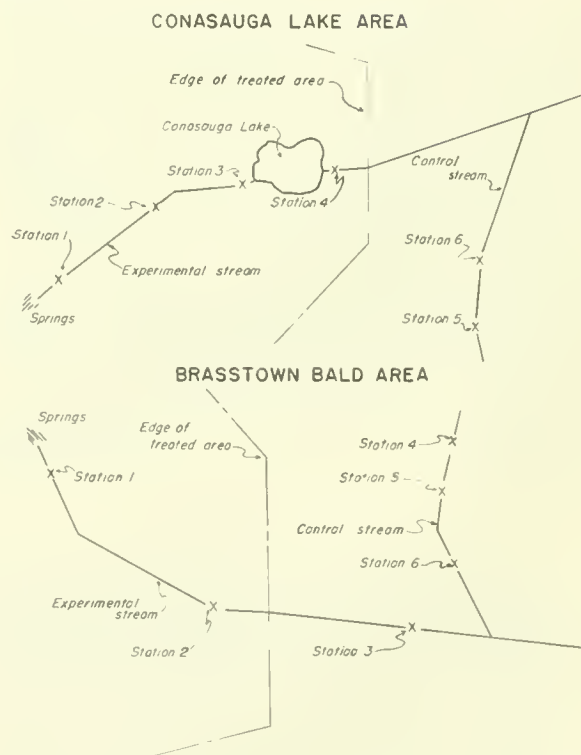 CONASAUGA LAKE AREA
Edge of treated area
Conasauga Lake
Station 3
Control
stream
Station 2
Station 4
Station 1
Station 6
Experimental stream
Springs
Station 5
BRASSTOWN BALD AREA
Springs
Edge of
treated area
Station 4
Station 1
Station 5
Control stream
Station 6
Experimental
stream
Station 2'
Station 3